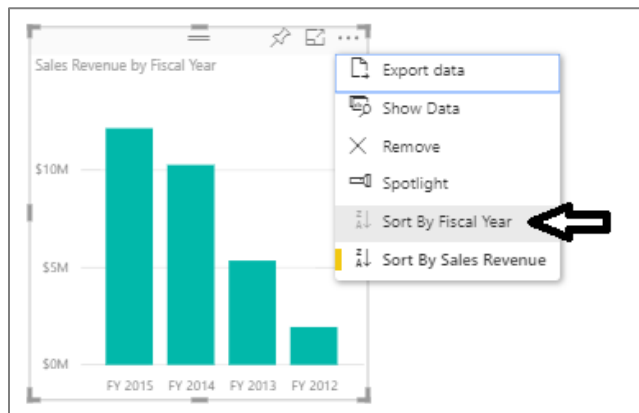 Sales Revenue by Fiscal Year
$10M
$5M
$0M
FY 2015 FY 2014 FY 2013 FY 2012
Export data
Show Data
Remove
Spotlight
Sort By Fiscal Year
Sort By Sales Revenue